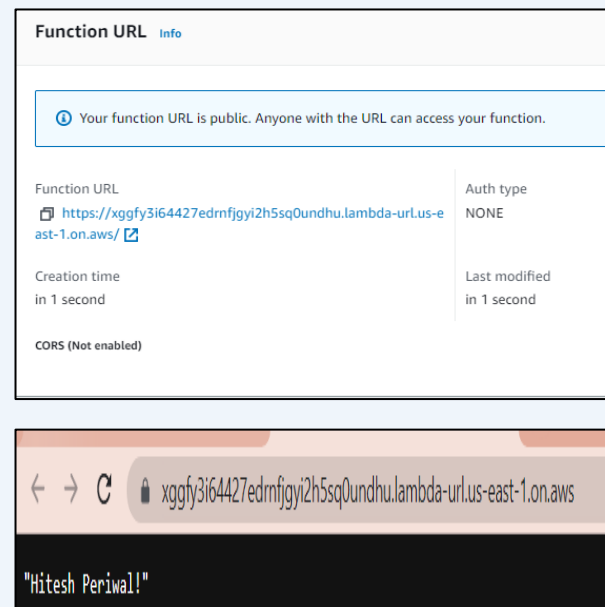 Function URL Info
Your function URL is public. Anyone with the URL can access your function.
Function URL
https://xggfy3i64427edrnfjgyi2h5sq0undhu.lambda-url.us-e
ast-1.on.aws/
Auth type
NONE
Creation time
in 1 second
Last modified
in 1 second
CORS (Not enabled)
xggfy3i64427edrnfjgyi2h5sq0undhu.lambda-url.us-east-1.on.aws
"Hitesh Periwal!"